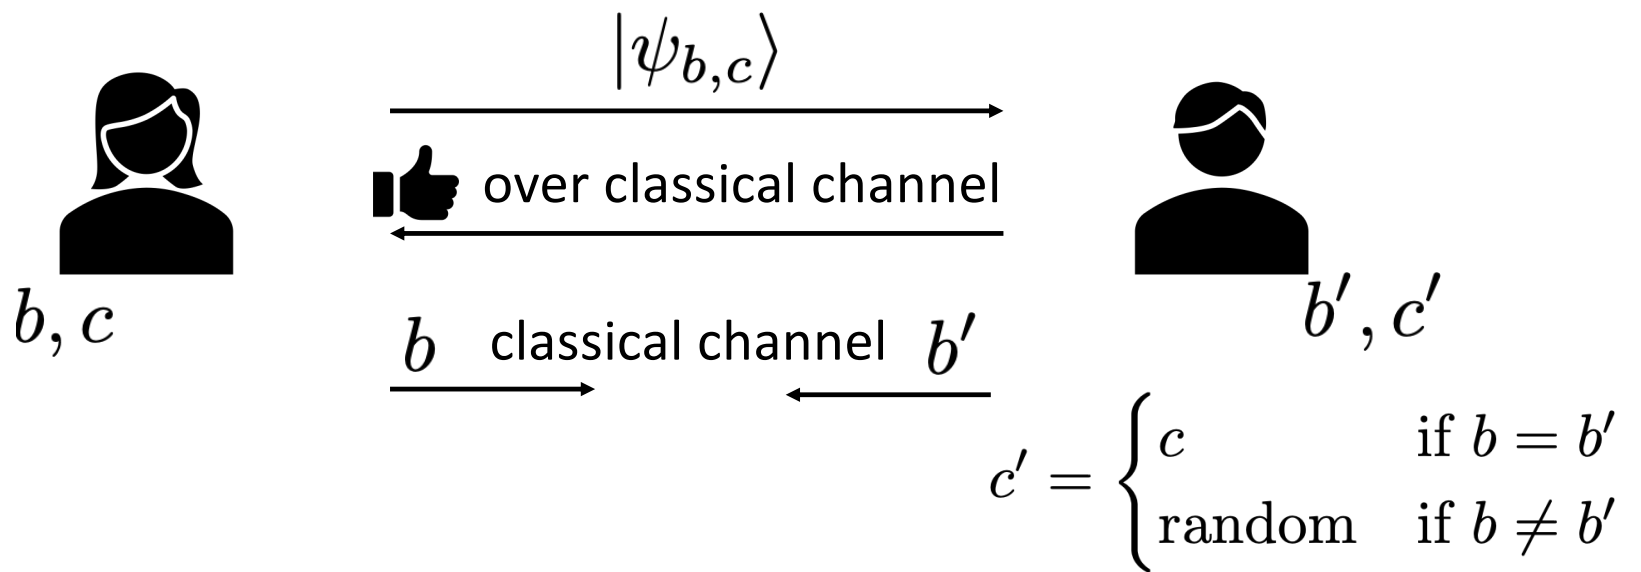 |ψ_{b,c}⟩
over classical channel
b, c
b′, c′
b classical channel b′
c′ = { c if b = b′
random if b ≠ b′